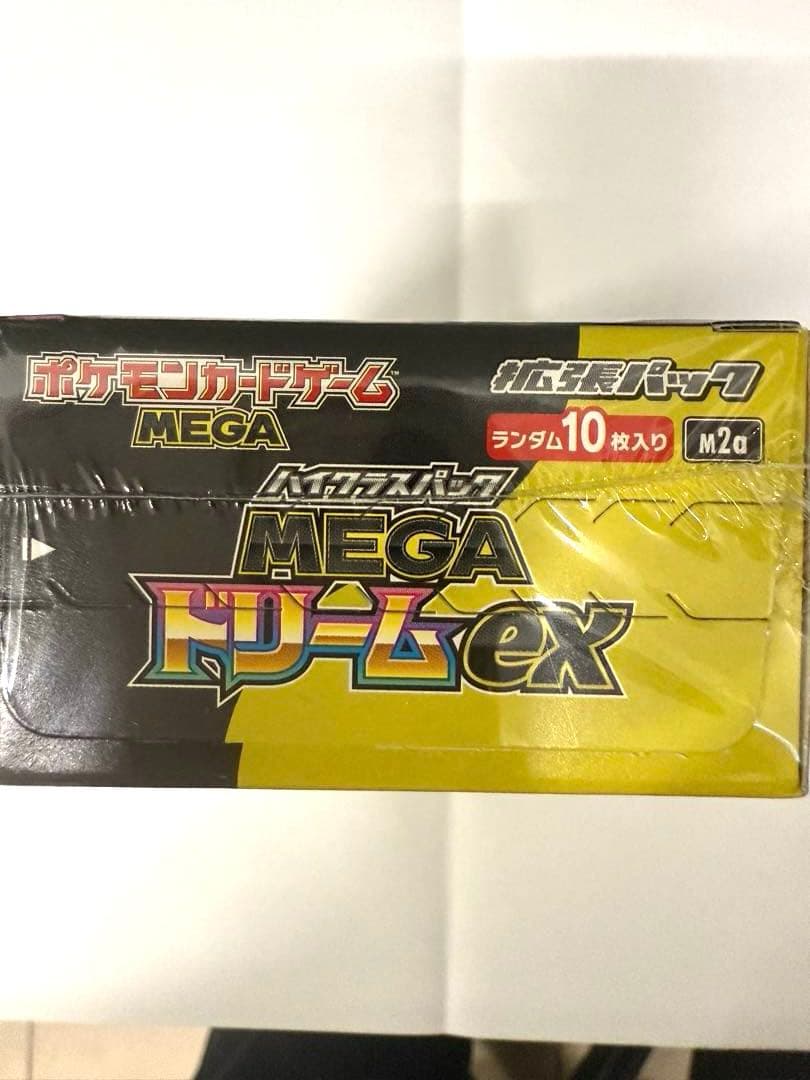 ポケモンカードゲーム™
MEGA
拡張パック
ランダム10枚入り
M2a
ハイクラスパック
MEGA
ドリームex